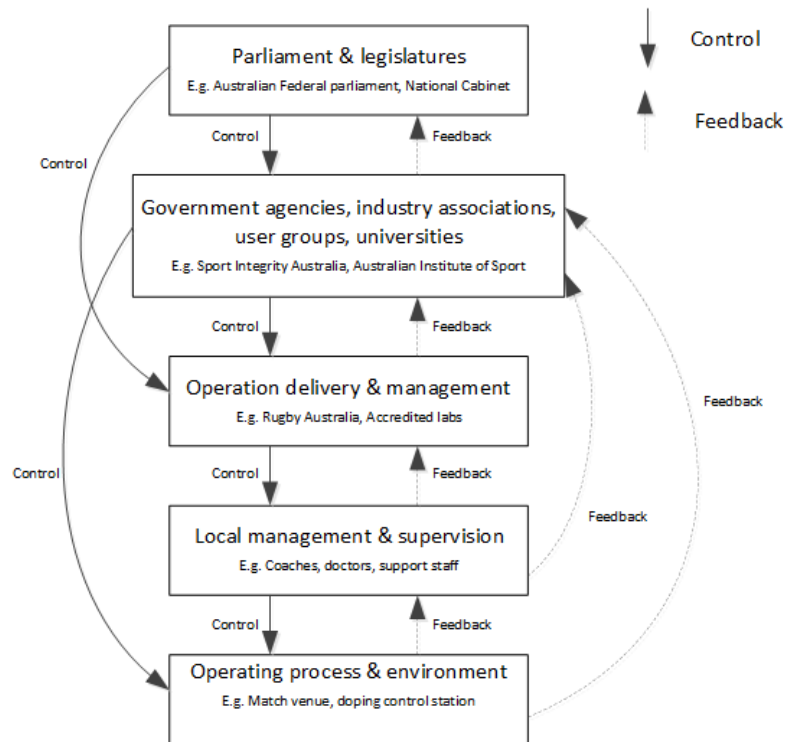 Parliament & legislatures
E.g. Australian Federal parliament, National Cabinet
Control
Feedback
Control
Feedback
Control
Government agencies, industry associations,
user groups, universities
E.g. Sport Integrity Australia, Australian Institute of Sport
Control
Feedback
Operation delivery & management
E.g. Rugby Australia, Accredited labs
Feedback
Control
Control
Feedback
Local management & supervision
E.g. Coaches, doctors, support staff
Feedback
Control
Feedback
Operating process & environment
E.g. Match venue, doping control station